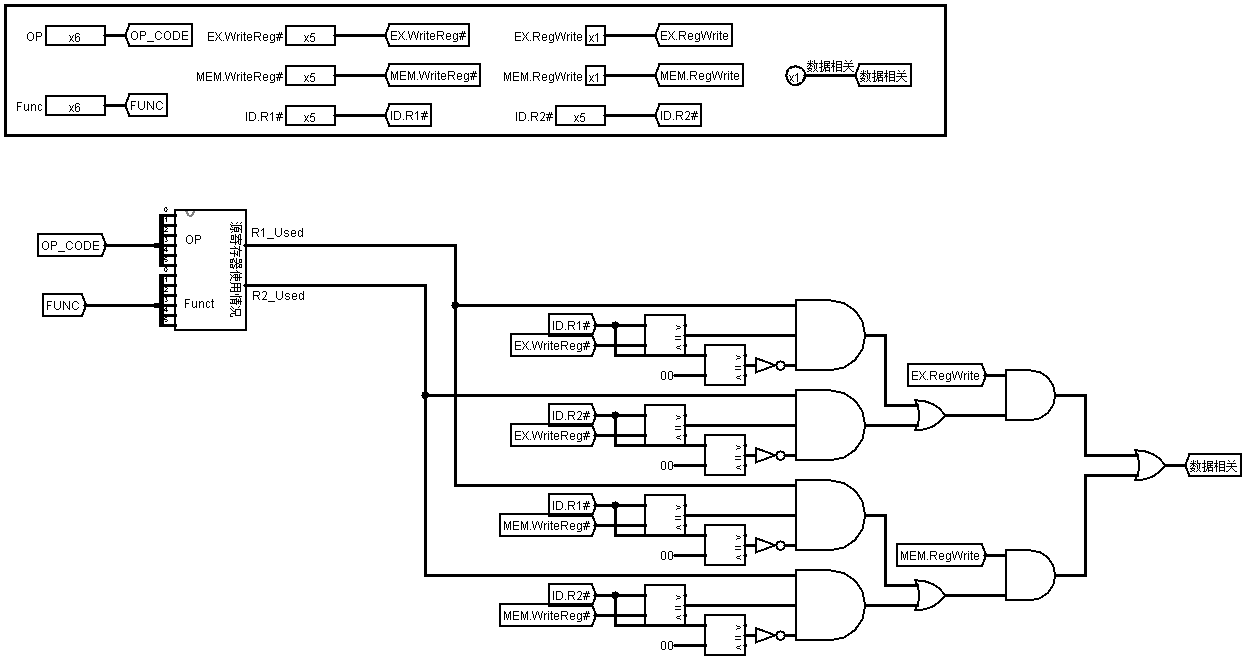 OP x6 OP_CODE EX.WriteReg# x5 EX.WriteReg# EX.RegWrite x1 EX.RegWrite
MEM.WriteReg# x5 MEM.WriteReg# MEM.RegWrite x1 MEM.RegWrite x1 数据相关 数据相关
Func x6 FUNC ID.R1# x5 ID.R1# ID.R2# x5 ID.R2#
OP_CODE
FUNC
OP
Funct
源寄存器使用情况
R1_Used
R2_Used
ID.R1#
EX.WriteReg#
00
ID.R2#
EX.WriteReg#
00
ID.R1#
MEM.WriteReg#
00
ID.R2#
MEM.WriteReg#
00
EX.RegWrite
MEM.RegWrite
数据相关